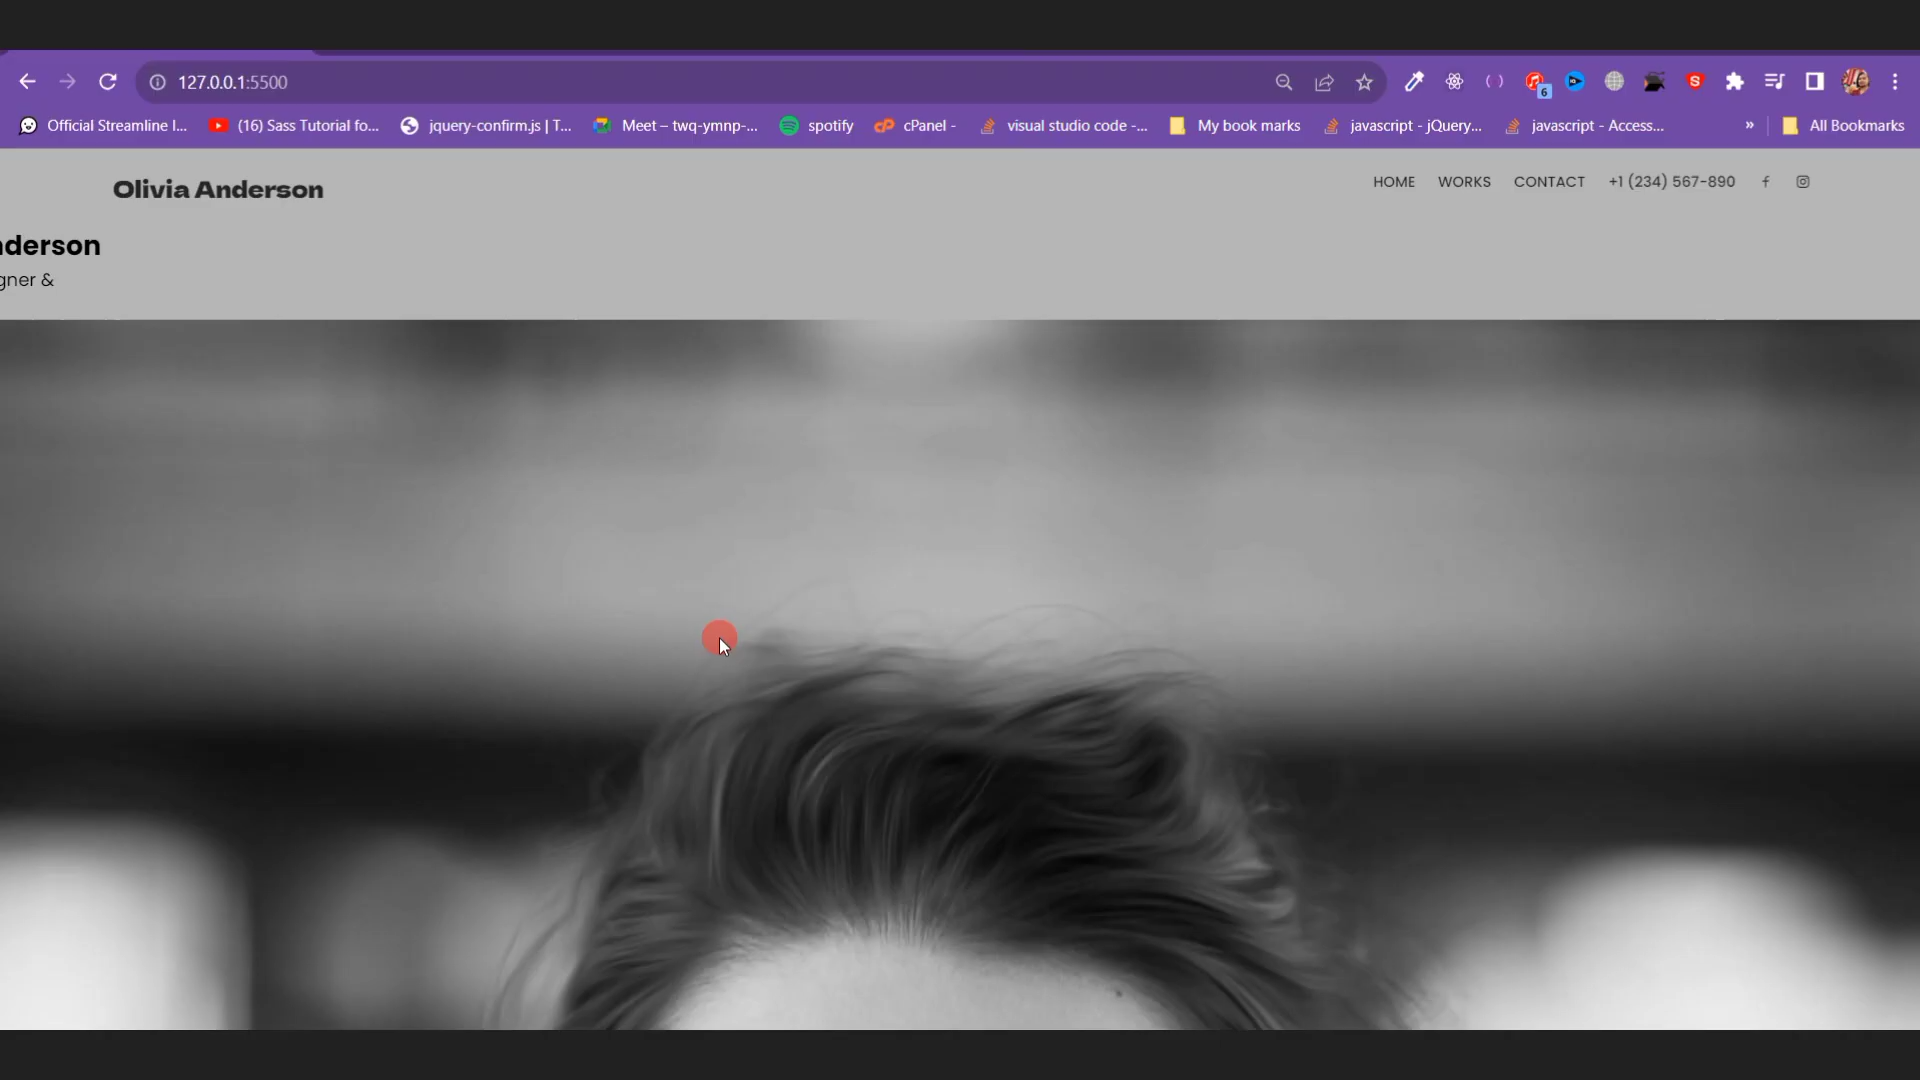 127.0.0.1:5500
6
Official Streamline I...
(16) Sass Tutorial fo...
jquery-confirm.js | T...
Meet – twq-ymnp-...
spotify
cPanel -
visual studio code -...
My book marks
javascript - jQuery...
javascript - Access...
»
All Bookmarks
Olivia Anderson
HOME
WORKS
CONTACT
+1 (234) 567-890
nderson
gner &